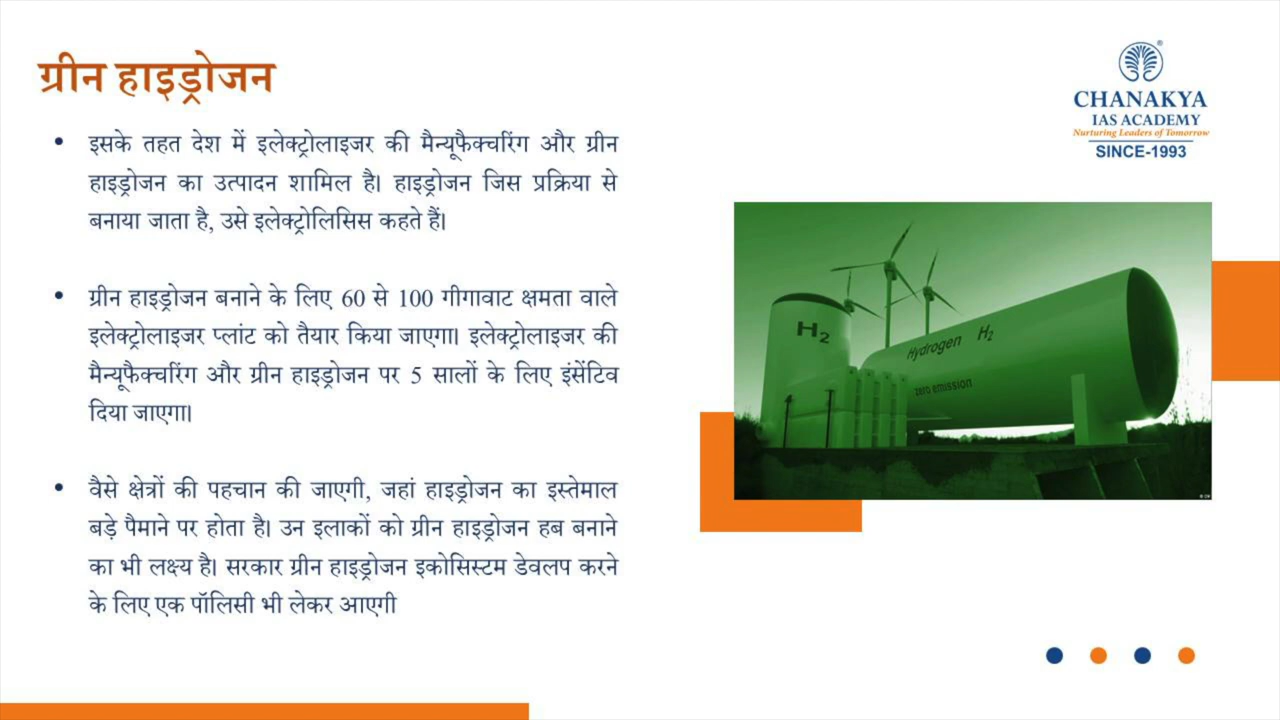 ग्रीन हाइड्रोजन
• इसके तहत देश में इलेक्ट्रोलाइजर की मैन्यूफैक्चरिंग और ग्रीन
हाइड्रोजन का उत्पादन शामिल है। हाइड्रोजन जिस प्रक्रिया से
बनाया जाता है, उसे इलेक्ट्रोलिसिस कहते हैं।
• ग्रीन हाइड्रोजन बनाने के लिए 60 से 100 गीगावाट क्षमता वाले
इलेक्ट्रोलाइजर प्लांट को तैयार किया जाएगा। इलेक्ट्रोलाइजर की
मैन्यूफैक्चरिंग और ग्रीन हाइड्रोजन पर 5 सालों के लिए इंसेंटिव
दिया जाएगा।
• वैसे क्षेत्रों की पहचान की जाएगी, जहां हाइड्रोजन का इस्तेमाल
बड़े पैमाने पर होता है। उन इलाकों को ग्रीन हाइड्रोजन हब बनाने
का भी लक्ष्य है। सरकार ग्रीन हाइड्रोजन इकोसिस्टम डेवलप करने
के लिए एक पॉलिसी भी लेकर आएगी
®
CHANAKYA
IAS ACADEMY
Nurturing Leaders of Tomorrow
SINCE-1993
H₂
Hydrogen H₂
zero emission